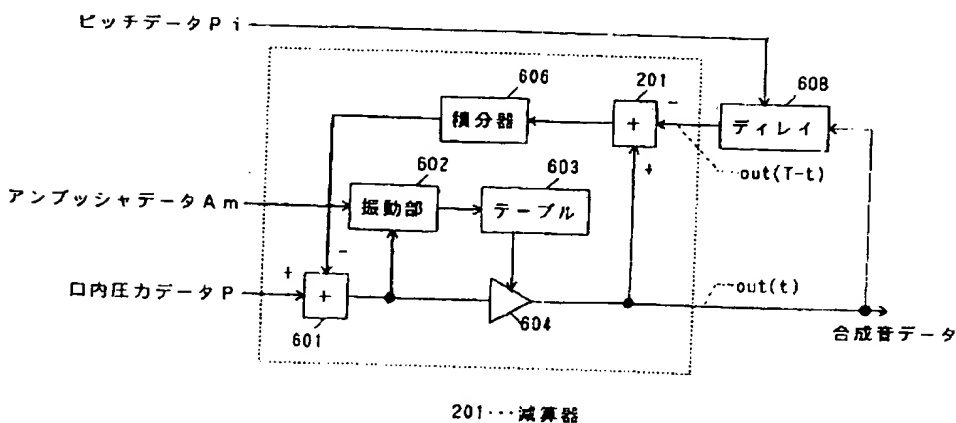 ピッチデータPi
606
201
608
積分器
+
-
ディレイ
+
out(T-t)
602
603
アンブッシャデータAm
振動部
テーブル
-
+
口内圧力データP
+
out(t)
601
604
合成音データ
201・・・減算器